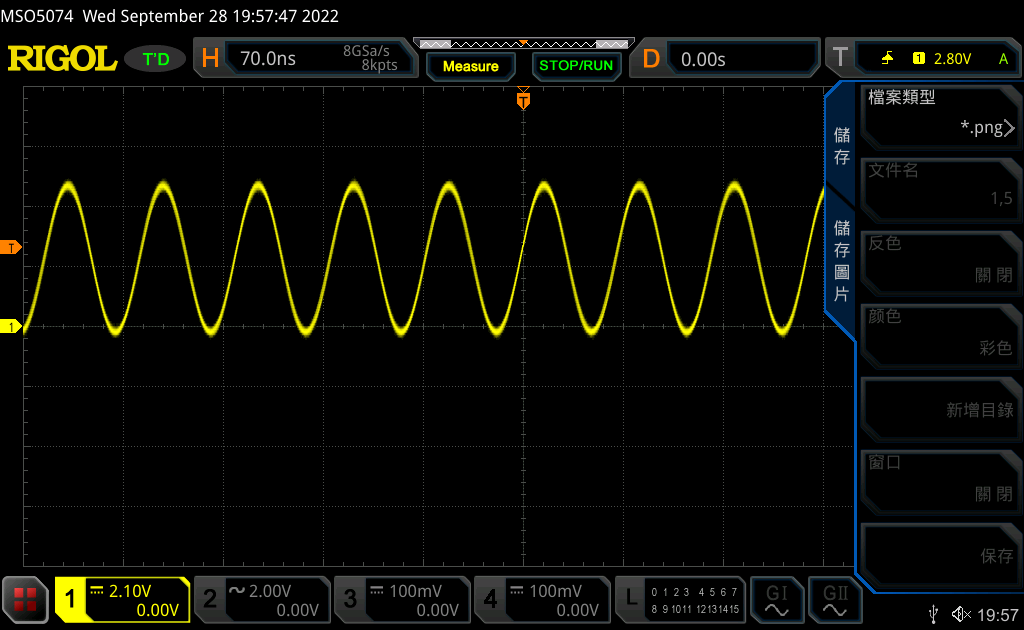 MSO5074 Wed September 28 19:57:47 2022
RIGOL T'D H 70.0ns 8GSa/s 8kpts Measure STOP/RUN D 0.00s T 1 2.80V A
T
T
1
儲存
儲存圖片
檔案類型
*.png
文件名
1,5
反色
關閉
颜色
彩色
新增目錄
窗口
關閉
保存
1 2.10V 0.00V
2 2.00V 0.00V
3 100mV 0.00V
4 100mV 0.00V
L 0 1 2 3 4 5 6 7
8 9 10 11 12 13 14 15
GI
GII
19:57